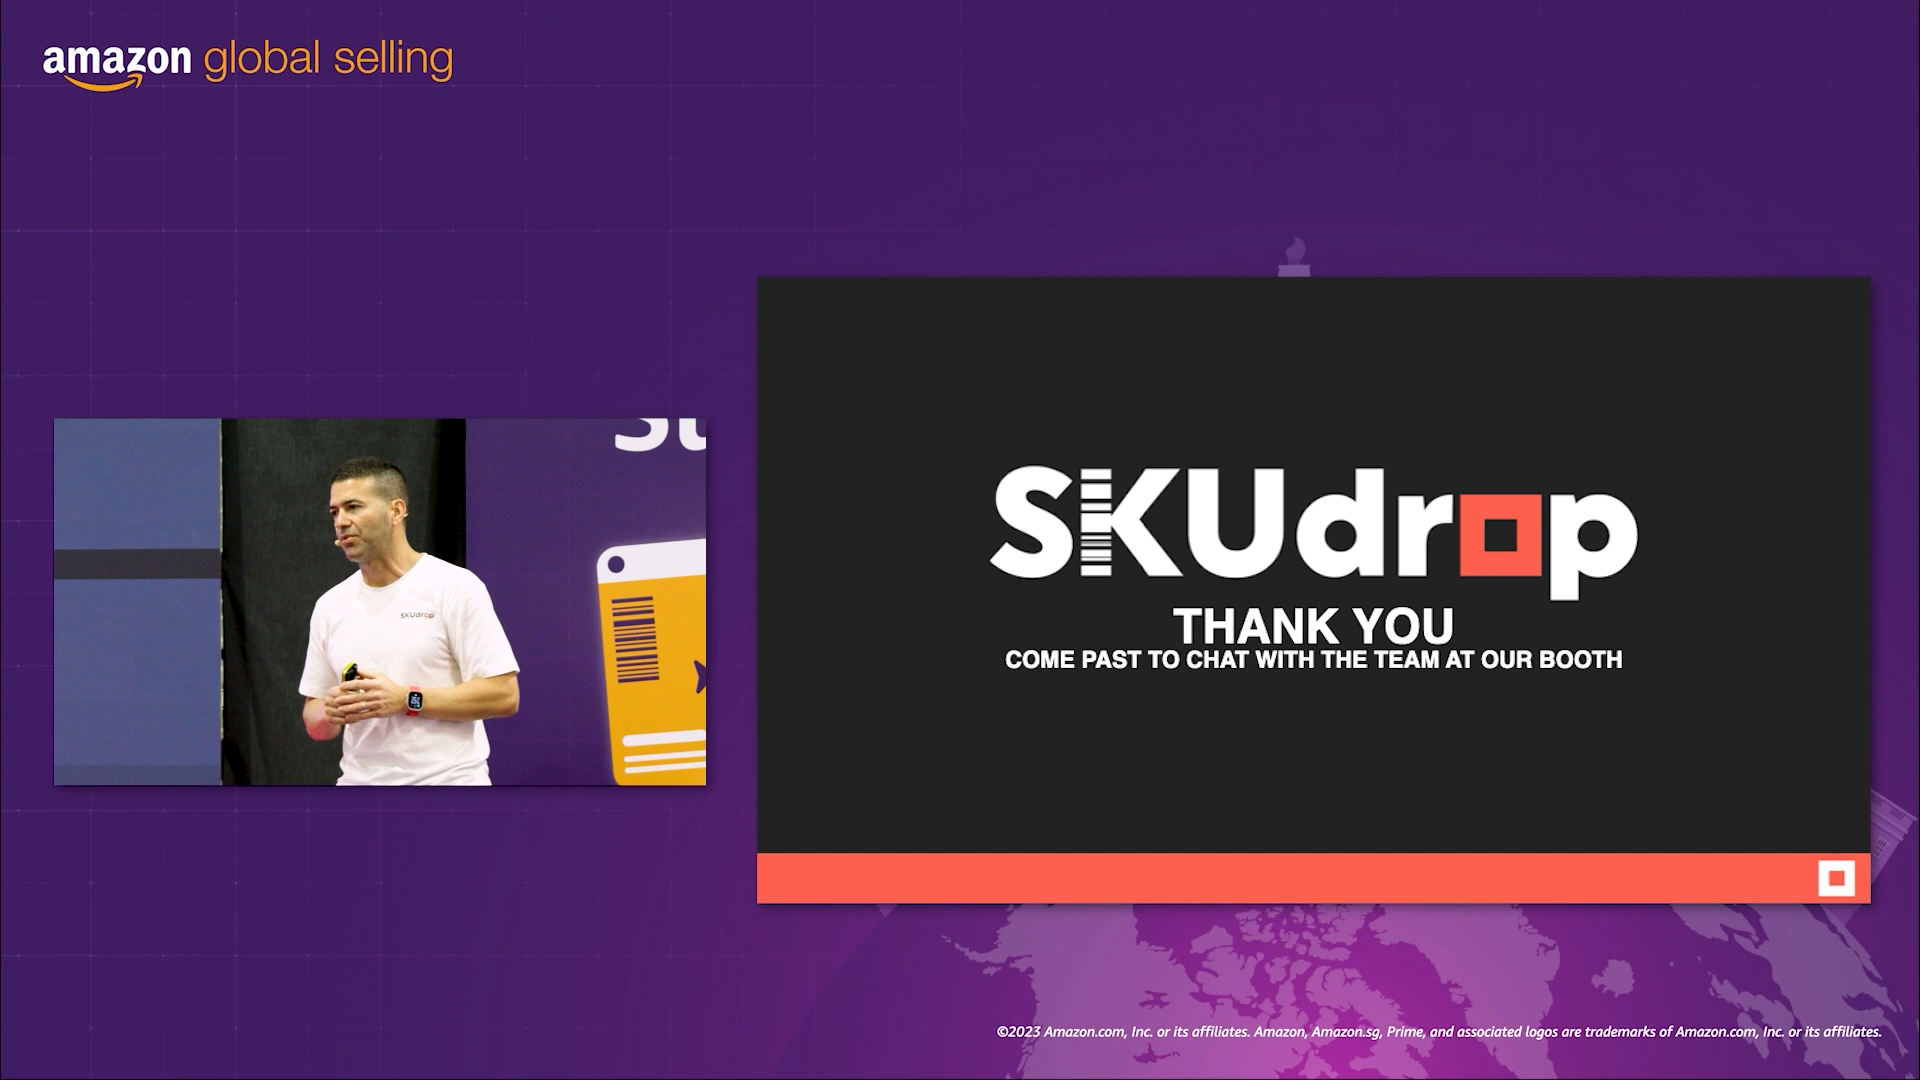 amazon global selling
SKUdrop
SKUdrop
THANK YOU
COME PAST TO CHAT WITH THE TEAM AT OUR BOOTH
©2023 Amazon.com, Inc. or its affiliates. Amazon, Amazon.sg, Prime, and associated logos are trademarks of Amazon.com, Inc. or its affiliates.